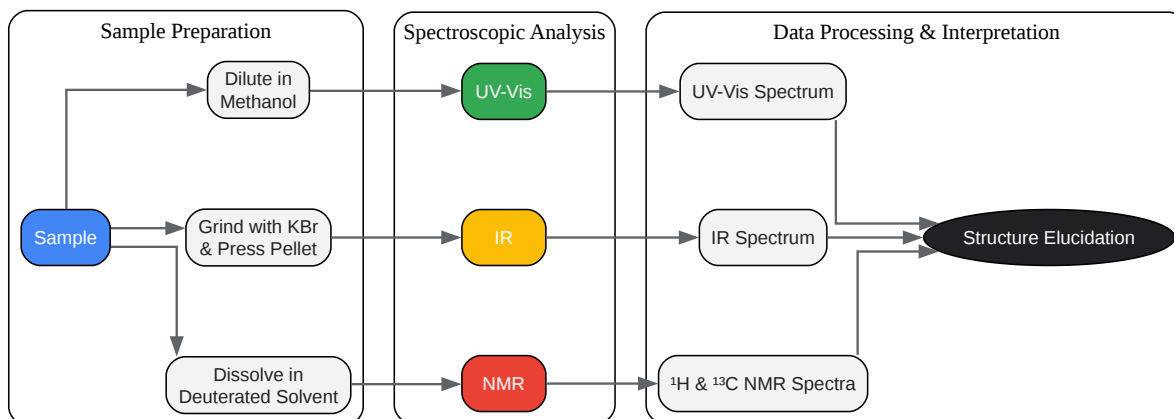 Sample Preparation
Spectroscopic Analysis
Data Processing & Interpretation
Dilute in
Methanol
UV-Vis
UV-Vis Spectrum
Sample
Grind with KBr
& Press Pellet
IR
IR Spectrum
Structure Elucidation
Dissolve in
Deuterated Solvent
NMR
¹H & ¹³C NMR Spectra